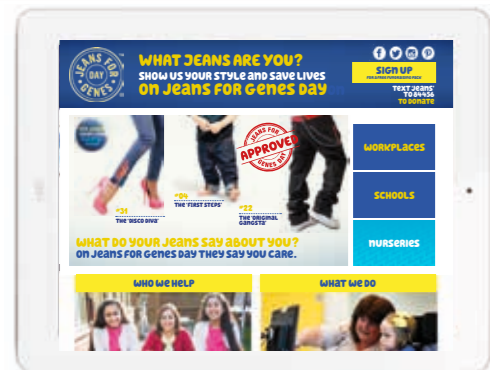 JEANS FOR
DAY
GENES
WHAT JEANS ARE YOU?
SHOW US YOUR STYLE and SAVE LIVES
ON JEANS FOR GENES DAY
SIGN UP
TEXT 'JEANS'
TO 84456
TO DONATE
JEANS FOR
APPROVED
GENES DAY
#31
THE 'DISCO DIVA'
#04
THE 'FIRST STEPS'
#22
THE 'ORIGINAL
GANGSTA'
WHAT DO YOUR JEANS SAY ABOUT YOU?
ON JEANS FOR GENES DAY THEY SAY YOU CARE.
WORKPLACES
SCHOOLS
NURSERIES
WHO WE HELP
WHAT WE DO